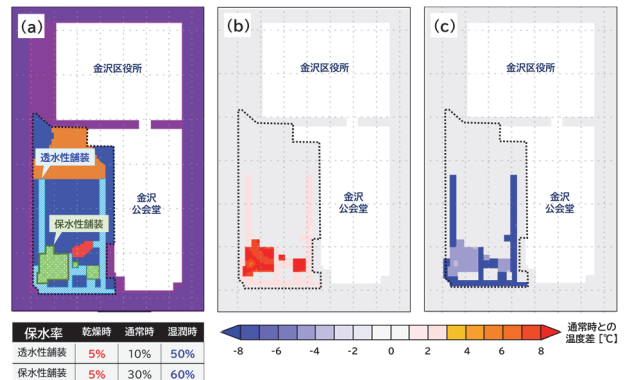 (a)
金沢区役所
透水性舗装
保水性舗装
金沢
公会堂
(b)
金沢区役所
金沢
公会堂
(c)
金沢区役所
金沢
公会堂
保水率 乾燥時 通常時 湿潤時
透水性舗装 5% 10% 50%
保水性舗装 5% 30% 60%
-8 -6 -4 -2 0 2 4 6 8
通常時との
温度差 [℃]